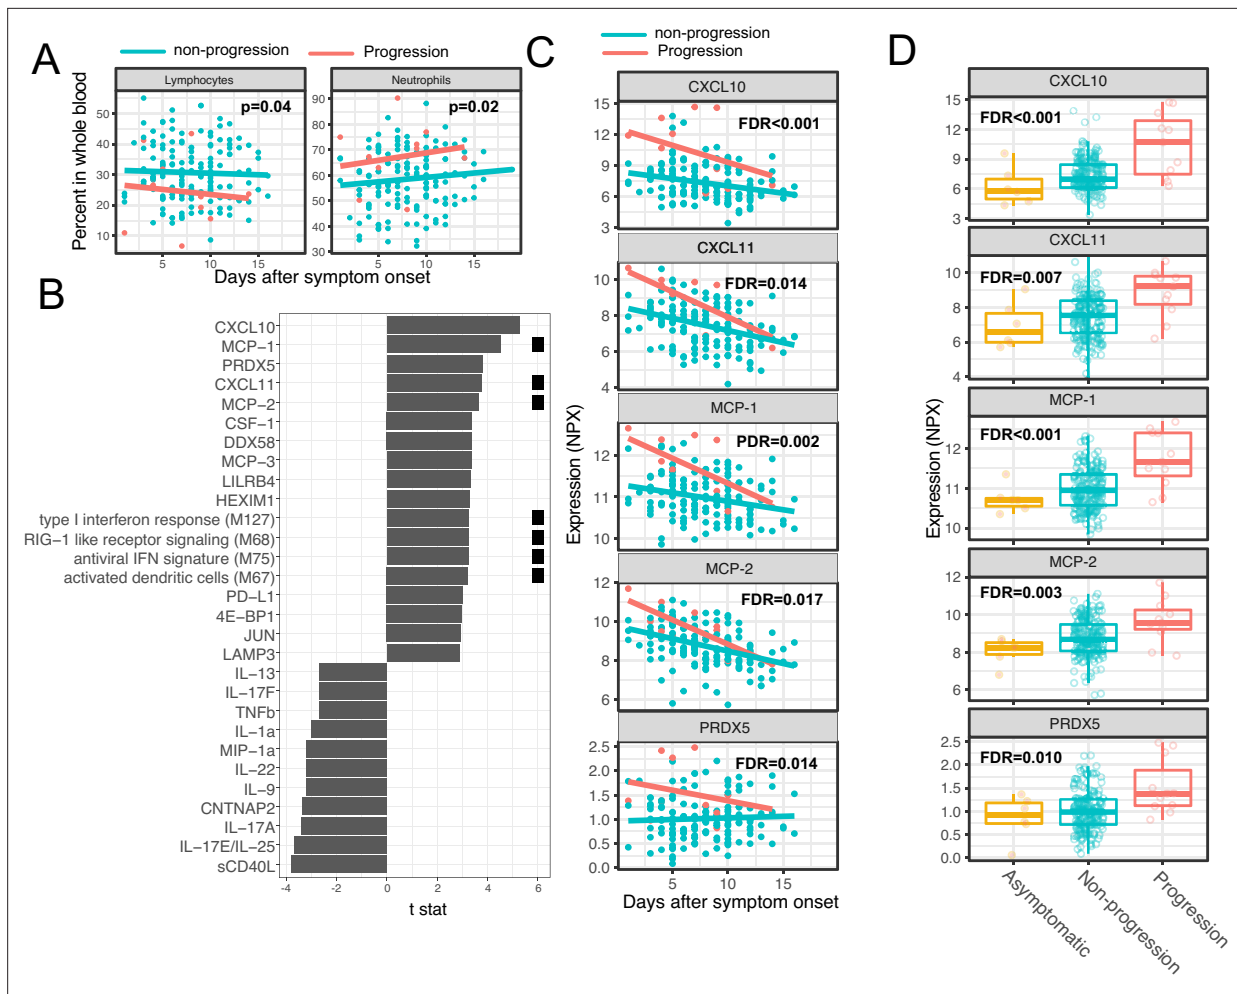 A
non-progression
Progression
Lymphocytes
Neutrophils
p=0.04
p=0.02
Percent in whole blood
50
40
30
20
10
90
80
70
60
50
40
30
5
10
15
5
10
15
Days after symptom onset
B
CXCL10
MCP-1
PRDX5
CXCL11
MCP-2
CSF-1
DDX58
MCP-3
LILRB4
HEXIM1
type I interferon response (M127)
RIG-1 like receptor signaling (M68)
antiviral IFN signature (M75)
activated dendritic cells (M67)
PD-L1
4E-BP1
JUN
LAMP3
IL-13
IL-17F
TNFb
IL-1a
MIP-1a
IL-22
IL-9
CNTNAP2
IL-17A
IL-17E/IL-25
sCD40L
-4
-2
0
2
4
6
t stat
C
non-progression
Progression
Expression (NPX)
CXCL10
FDR<0.001
15
12
9
6
3
CXCL11
FDR=0.014
10
8
6
4
MCP-1
PDR=0.002
12
11
10
MCP-2
FDR=0.017
12
10
8
6
PRDX5
FDR=0.014
2.5
2.0
1.5
1.0
0.5
0.0
5
10
15
Days after symptom onset
D
Expression (NPX)
CXCL10
FDR<0.001
15
12
9
6
3
CXCL11
FDR=0.007
10
8
6
4
MCP-1
FDR<0.001
12
11
10
MCP-2
FDR=0.003
12
10
8
6
PRDX5
FDR=0.010
2.5
2.0
1.5
1.0
0.5
0.0
Asymptomatic
Non-progression
Progression